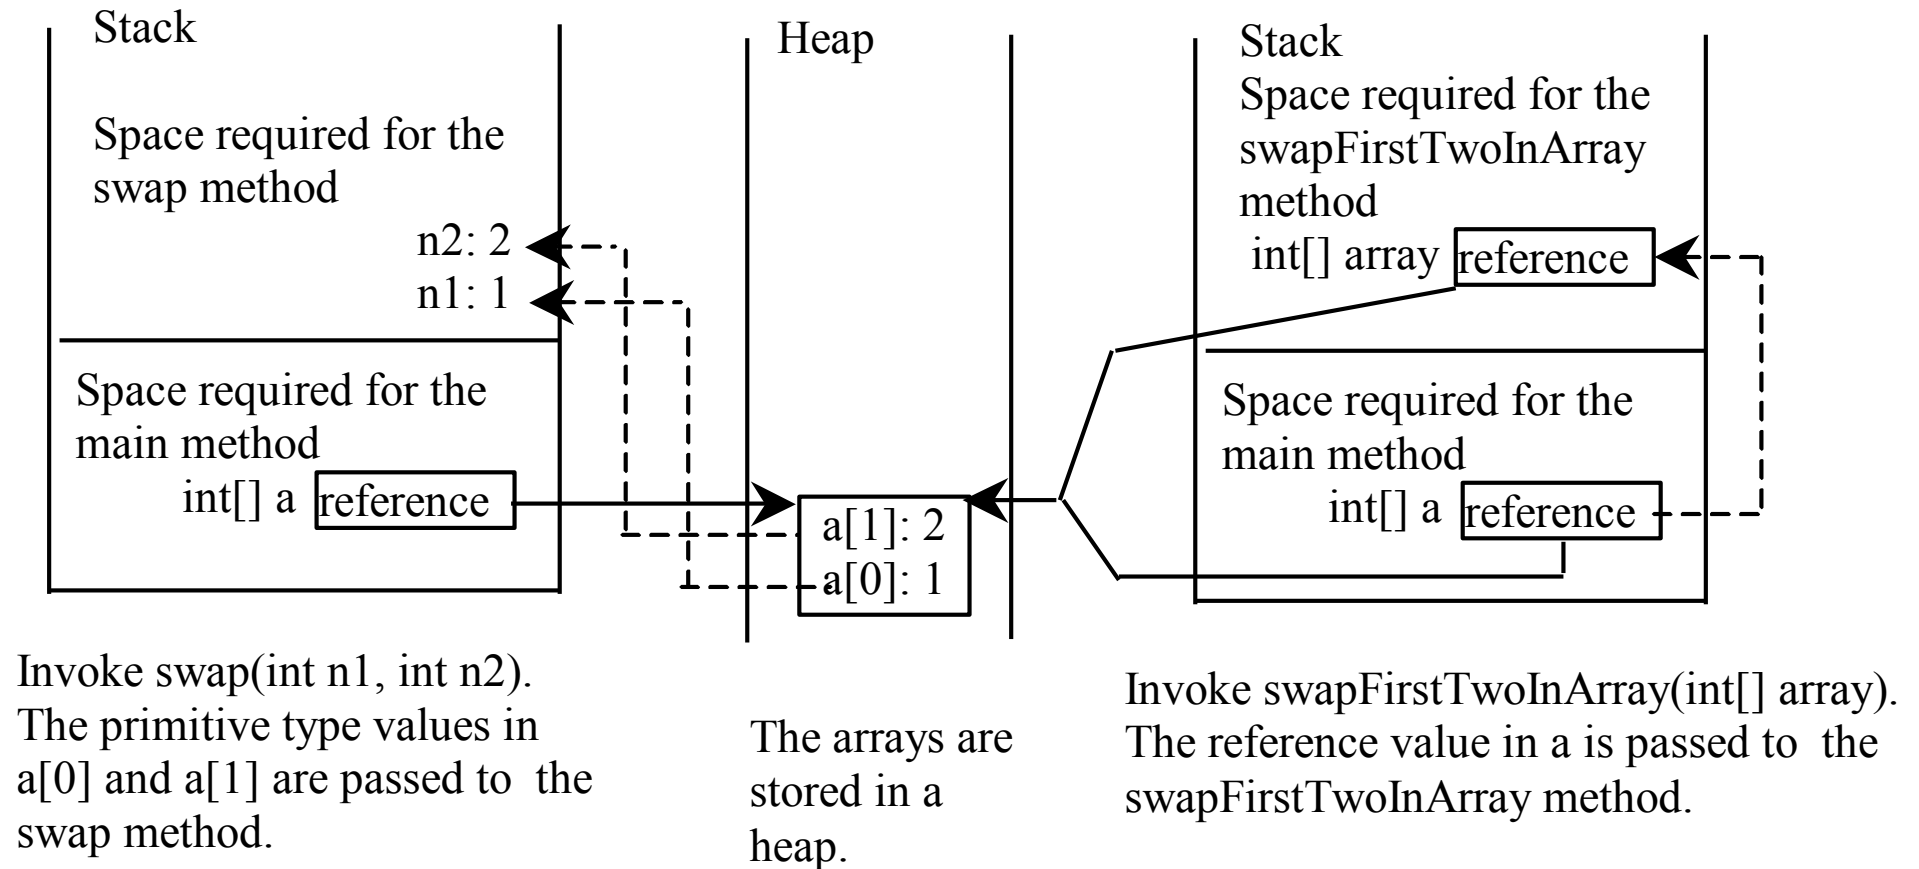 Stack
Space required for the
swap method
n2: 2
n1: 1
Space required for the
main method
int[] a reference
Invoke swap(int n1, int n2).
The primitive type values in
a[0] and a[1] are passed to the
swap method.
Heap
a[1]: 2
a[0]: 1
The arrays are
stored in a
heap.
Stack
Space required for the
swapFirstTwoInArray
method
int[] array reference
Space required for the
main method
int[] a reference
Invoke swapFirstTwoInArray(int[] array).
The reference value in a is passed to the
swapFirstTwoInArray method.